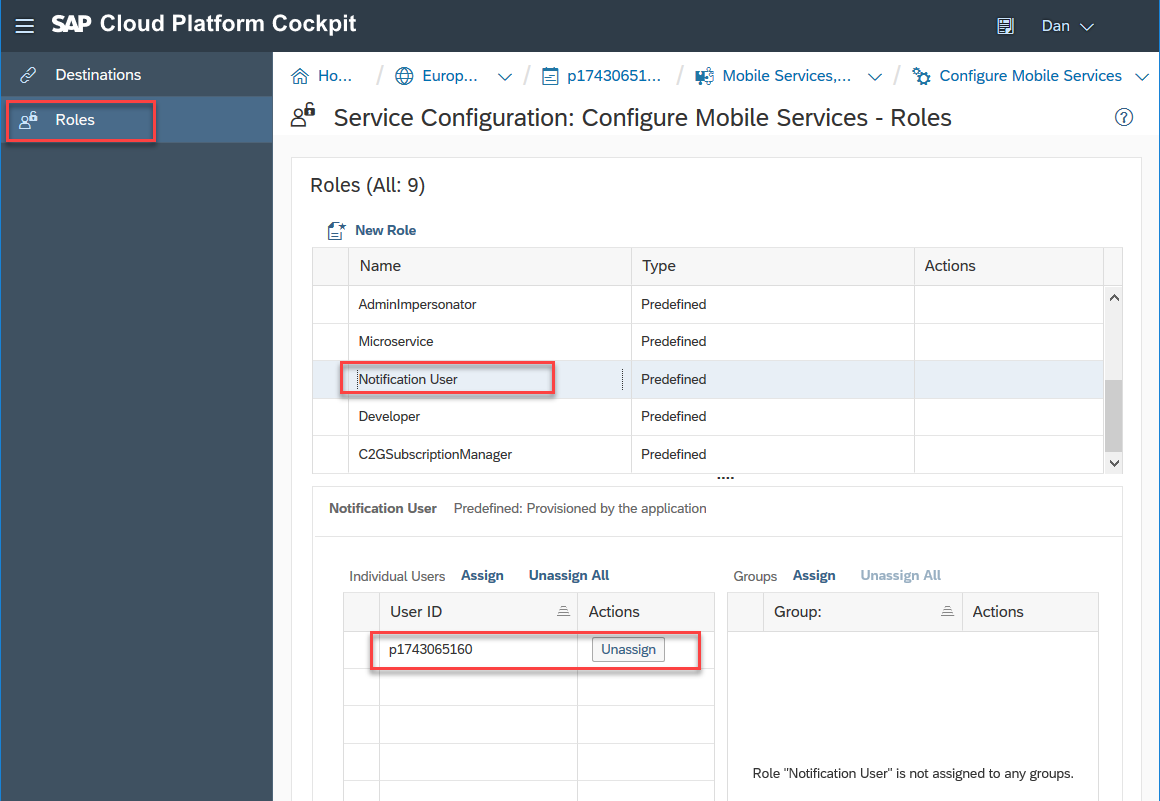 SAP Cloud Platform Cockpit
Dan
Destinations
Roles
Ho... / Europ... / p17430651... / Mobile Services,... / Configure Mobile Services
Service Configuration: Configure Mobile Services - Roles
Roles (All: 9)
New Role
Name Type Actions
AdminImpersonator Predefined
Microservice Predefined
Notification User Predefined
Developer Predefined
C2GSubscriptionManager Predefined
Notification User Predefined: Provisioned by the application
Individual Users Assign Unassign All
User ID Actions
p1743065160 Unassign
Groups Assign Unassign All
Group: Actions
Role "Notification User" is not assigned to any groups.